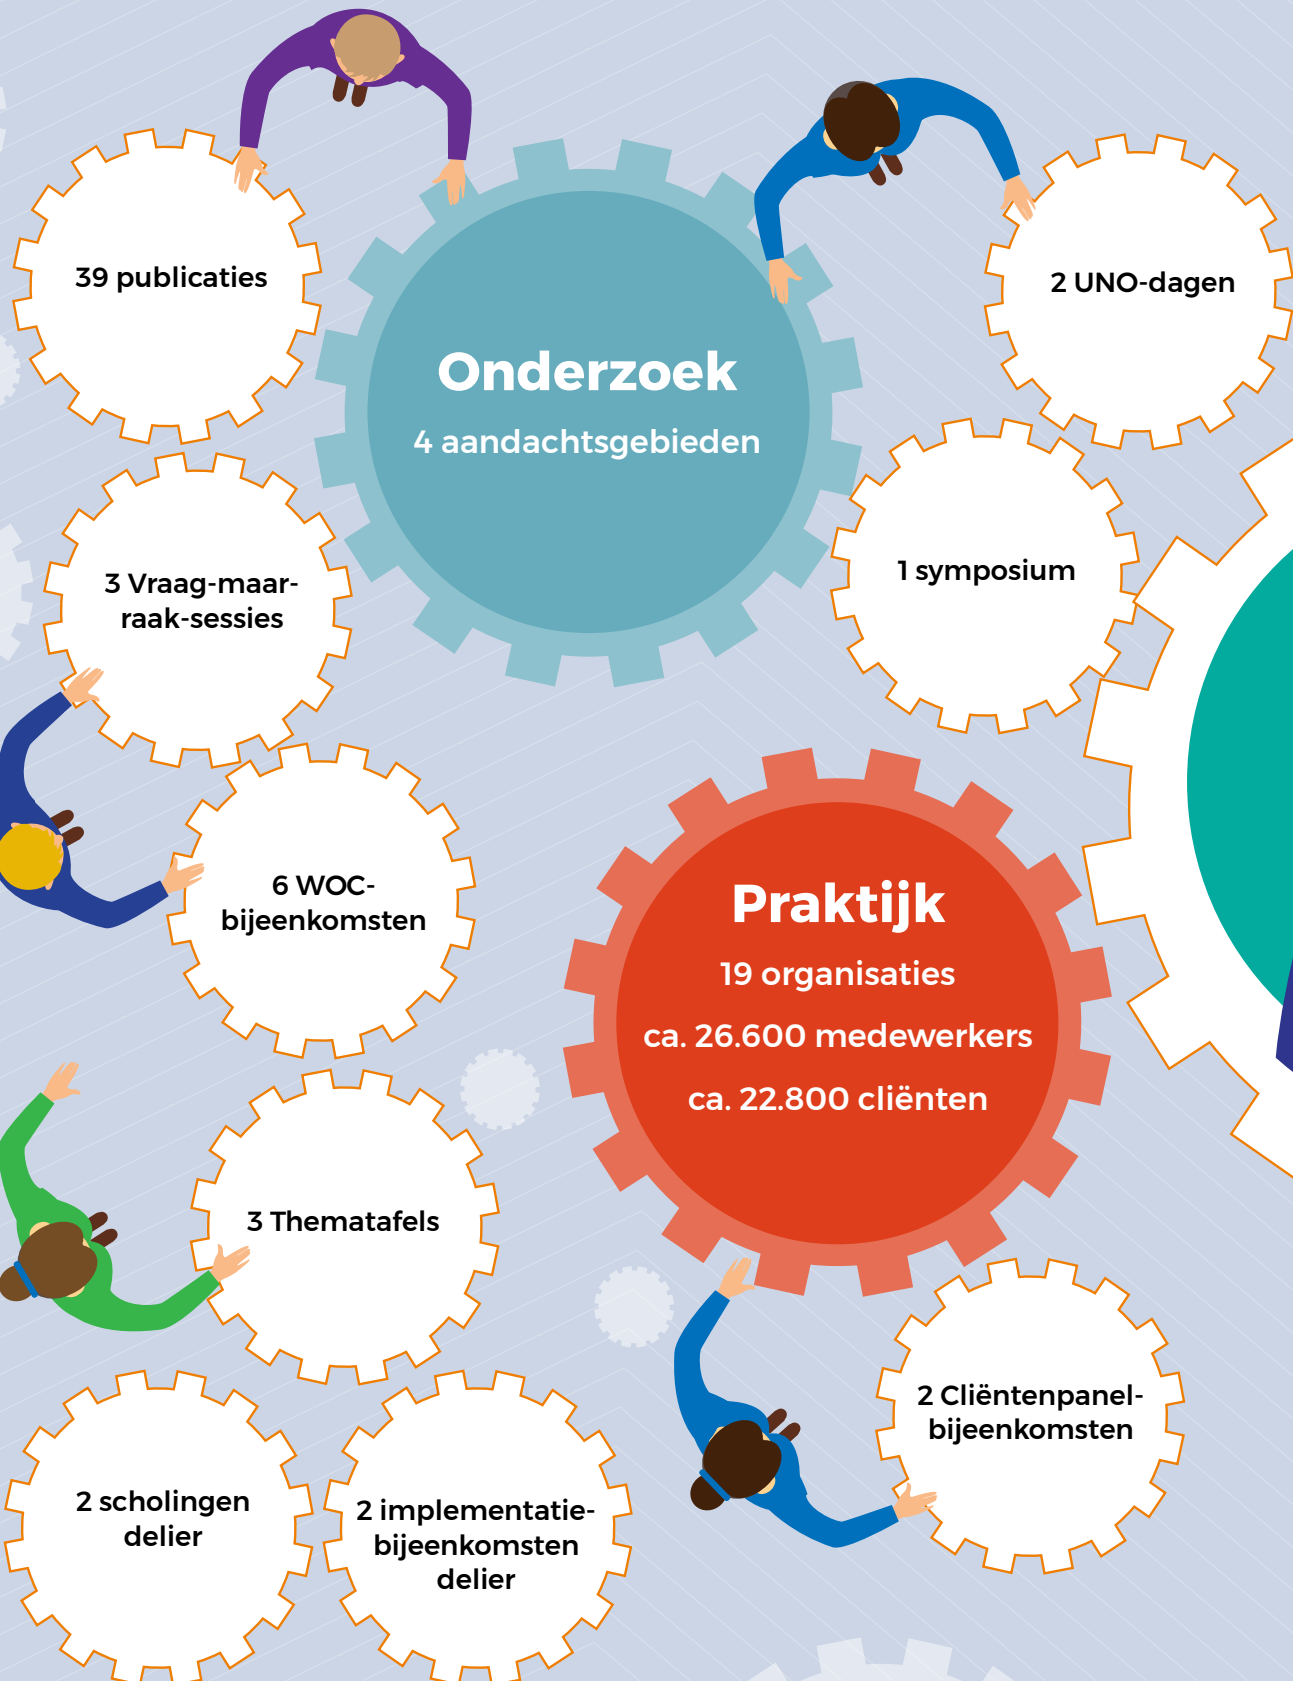 39 publicaties
Onderzoek
4 aandachtsgebieden
2 UNO-dagen
3 Vraag-maar-
raak-sessies
1 symposium
6 WOC-
bijeenkomsten
Praktijk
19 organisaties
ca. 26.600 medewerkers
ca. 22.800 cliënten
3 Thematafels
2 Cliëntenpanel-
bijeenkomsten
2 scholingen
delier
2 implementatie-
bijeenkomsten
delier